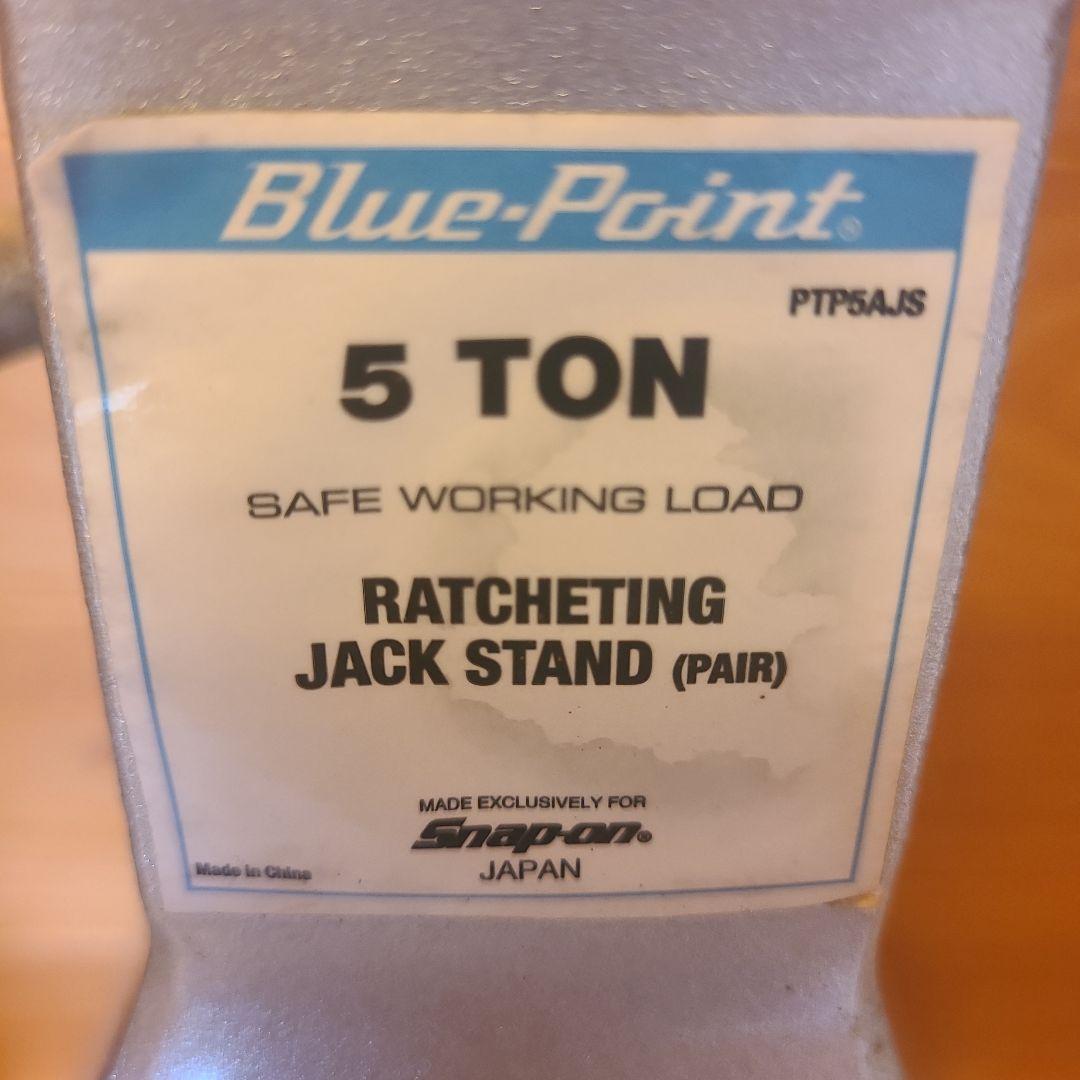 Blue-Point®
PTP5AJS
5 TON
SAFE WORKING LOAD
RATCHETING
JACK STAND (PAIR)
MADE EXCLUSIVELY FOR
Snap-on®
JAPAN
Made in China